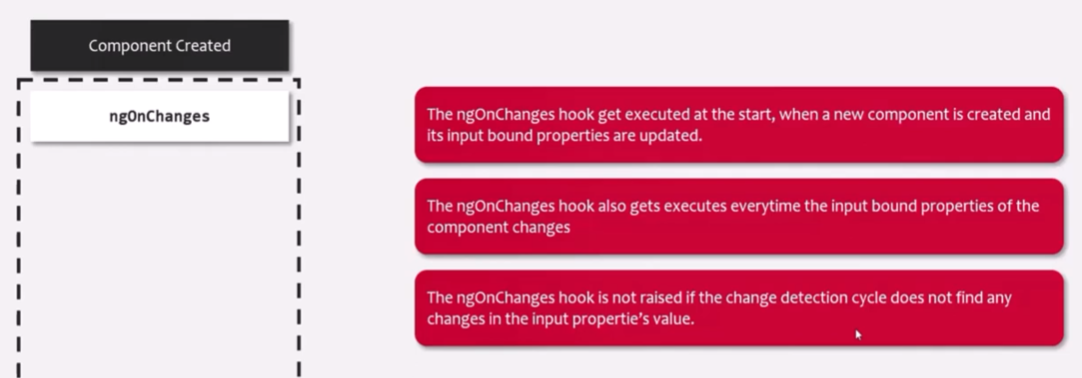 Component Created
ngOnChanges
The ngOnChanges hook get executed at the start, when a new component is created and
its input bound properties are updated.
The ngOnChanges hook also gets executes everytime the input bound properties of the
component changes
The ngOnChanges hook is not raised if the change detection cycle does not find any
changes in the input propertie's value.